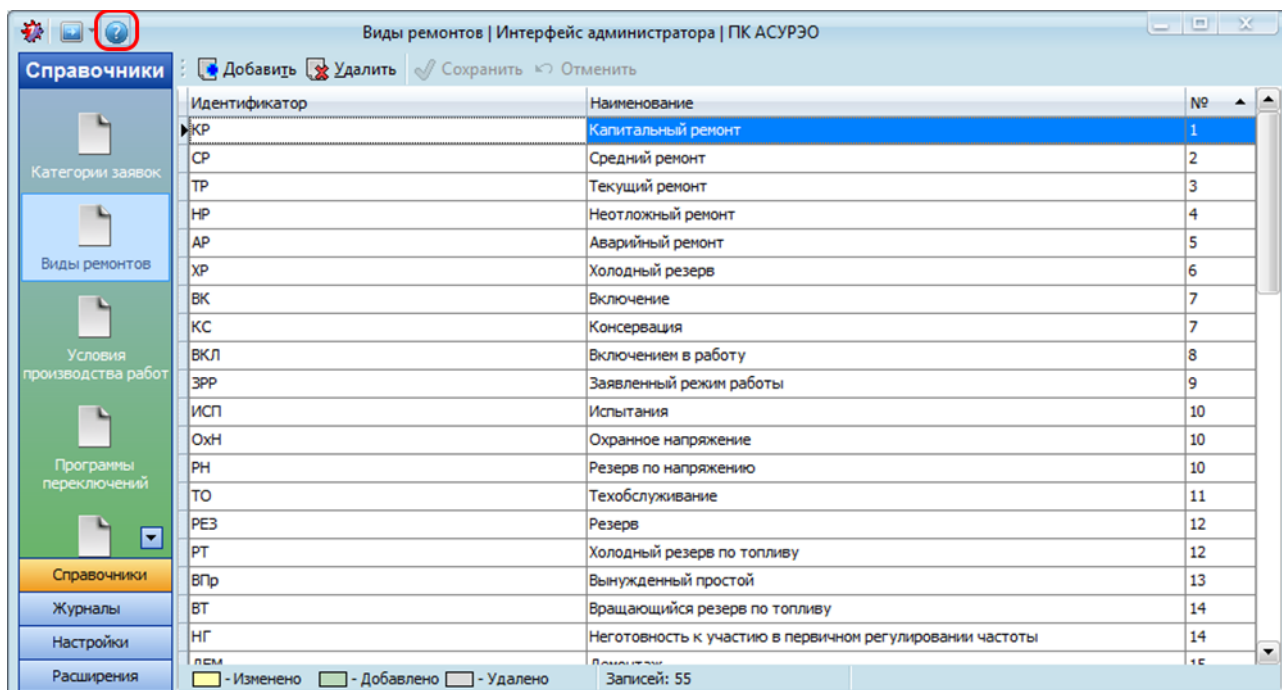 Виды ремонтов | Интерфейс администратора | ПК АСУРЭО
Справочники
Добавить Удалить Сохранить Отменить
Категории заявок
Виды ремонтов
Условия
производства работ
Программы
переключений
Справочники
Журналы
Настройки
Расширения
Идентификатор Наименование №
КР Капитальный ремонт 1
СР Средний ремонт 2
ТР Текущий ремонт 3
НР Неотложный ремонт 4
АР Аварийный ремонт 5
ХР Холодный резерв 6
ВК Включение 7
КС Консервация 7
ВКЛ Включением в работу 8
ЗРР Заявленный режим работы 9
ИСП Испытания 10
ОхН Охранное напряжение 10
РН Резерв по напряжению 10
ТО Техобслуживание 11
РЕЗ Резерв 12
РТ Холодный резерв по топливу 12
ВПр Вынужденный простой 13
ВТ Вращающийся резерв по топливу 14
НГ Неготовность к участию в первичном регулировании частоты 14
ДЕМ Демонтаж 15
- Изменено - Добавлено - Удалено Записей: 55